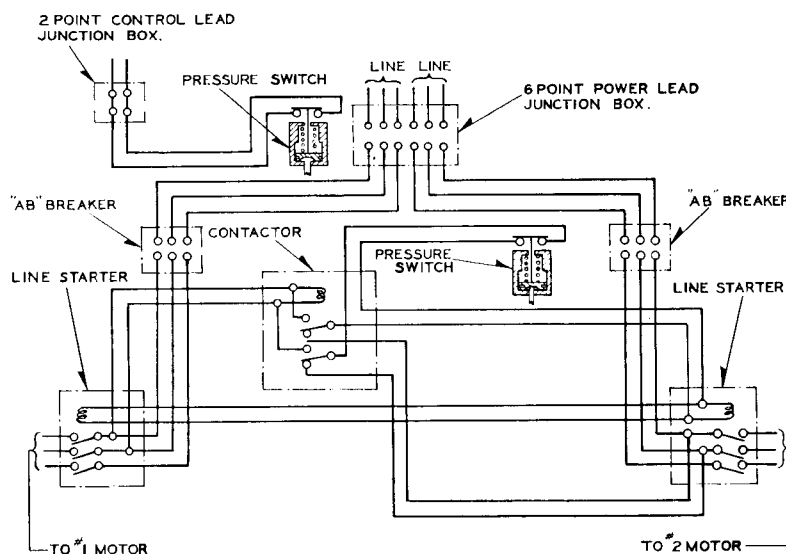 2 POINT CONTROL LEAD
JUNCTION BOX.
PRESSURE SWITCH
LINE LINE
6 POINT POWER LEAD
JUNCTION BOX.
"AB" BREAKER
CONTACTOR
PRESSURE
SWITCH
"AB" BREAKER
LINE STARTER
LINE STARTER
TO #1 MOTOR
TO #2 MOTOR